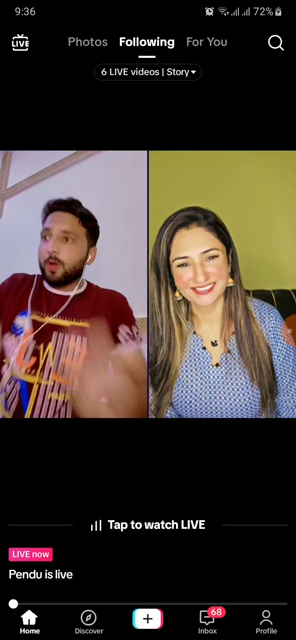 9:36
72%
LIVE
Photos Following For You
6 LIVE videos | Story
Tap to watch LIVE
LIVE now
Pendu is live
68
Home Discover Inbox Profile